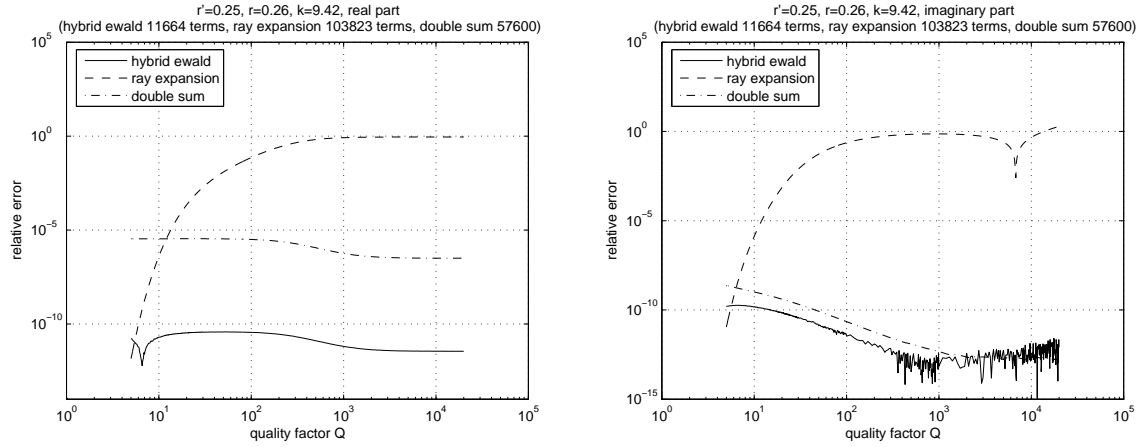 r'=0.25, r=0.26, k=9.42, real part
(hybrid ewald 11664 terms, ray expansion 103823 terms, double sum 57600)
10^5
10^0
10^-5
10^-10
relative error
hybrid ewald
ray expansion
double sum
10^0 10^1 10^2 10^3 10^4 10^5
quality factor Q
r'=0.25, r=0.26, k=9.42, imaginary part
(hybrid ewald 11664 terms, ray expansion 103823 terms, double sum 57600)
10^5
10^0
10^-5
10^-10
10^-15
relative error
hybrid ewald
ray expansion
double sum
10^0 10^1 10^2 10^3 10^4 10^5
quality factor Q